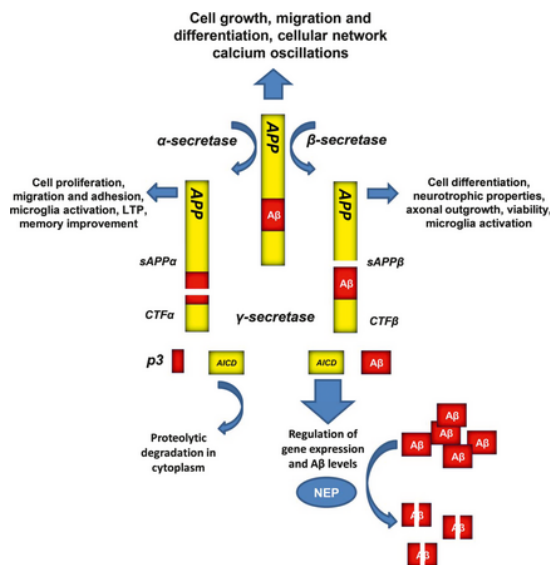 Cell growth, migration and
differentiation, cellular network
calcium oscillations
α-secretase
APP
β-secretase
Aβ
Cell proliferation,
migration and adhesion,
microglia activation, LTP,
memory improvement
APP
APP
Cell differentiation,
neurotrophic properties,
axonal outgrowth, viability,
microglia activation
sAPPα
sAPPβ
Aβ
CTFα
γ-secretase
CTFβ
p3
AICD
AICD
Aβ
Proteolytic
degradation in
cytoplasm
Regulation of
gene expression
and Aβ levels
NEP
Aβ
Aβ
Aβ
Aβ
Aβ
Aβ
Aβ
Aβ